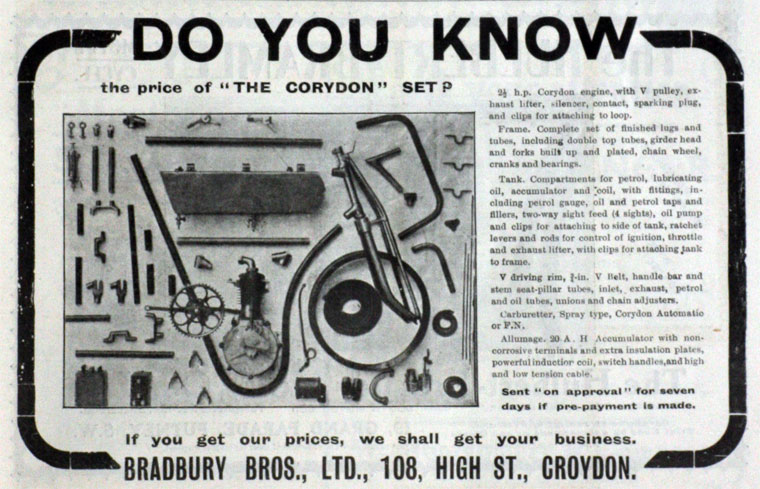 DO YOU KNOW
the price of "THE CORYDON" SET?
2½ h.p. Corydon engine, with V pulley, ex-
haust lifter, silencer, contact, sparking plug,
and clips for attaching to loop.
Frame. Complete set of finished lugs and
tubes, including double top tubes, girder head
and forks built up and plated, chain wheel,
cranks and bearings.
Tank. Compartments for petrol, lubricating
oil, accumulator and coil, with fittings, in-
cluding petrol gauge, oil and petrol taps and
fillers, two-way sight feed (4 sights), oil pump
and clips for attaching to side of tank, ratchet
levers and rods for control of ignition, throttle
and exhaust lifter, with clips for attaching tank
to frame.
V driving rim, ¾-in. V Belt, handle bar and
stem seat-pillar tubes, inlet, exhaust, petrol
and oil tubes, unions and chain adjusters.
Carburetter, Spray type, Corydon Automatic
or F.N.
Allumage. 20 A. H Accumulator with non-
corrosive terminals and extra insulation plates,
powerful inductior coil, switch handles, and high
and low tension cable.
Sent "on approval" for seven
days if pre-payment is made.
If you get our prices, we shall get your business.
BRADBURY BROS., LTD., 108, HIGH ST., CROYDON.